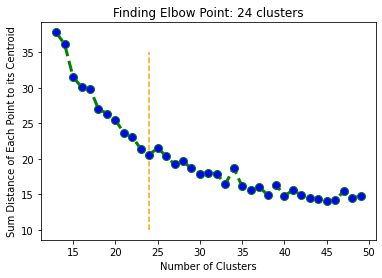 Finding Elbow Point: 24 clusters
Sum Distance of Each Point to its Centroid
35
30
25
20
15
10
15 20 25 30 35 40 45 50
Number of Clusters